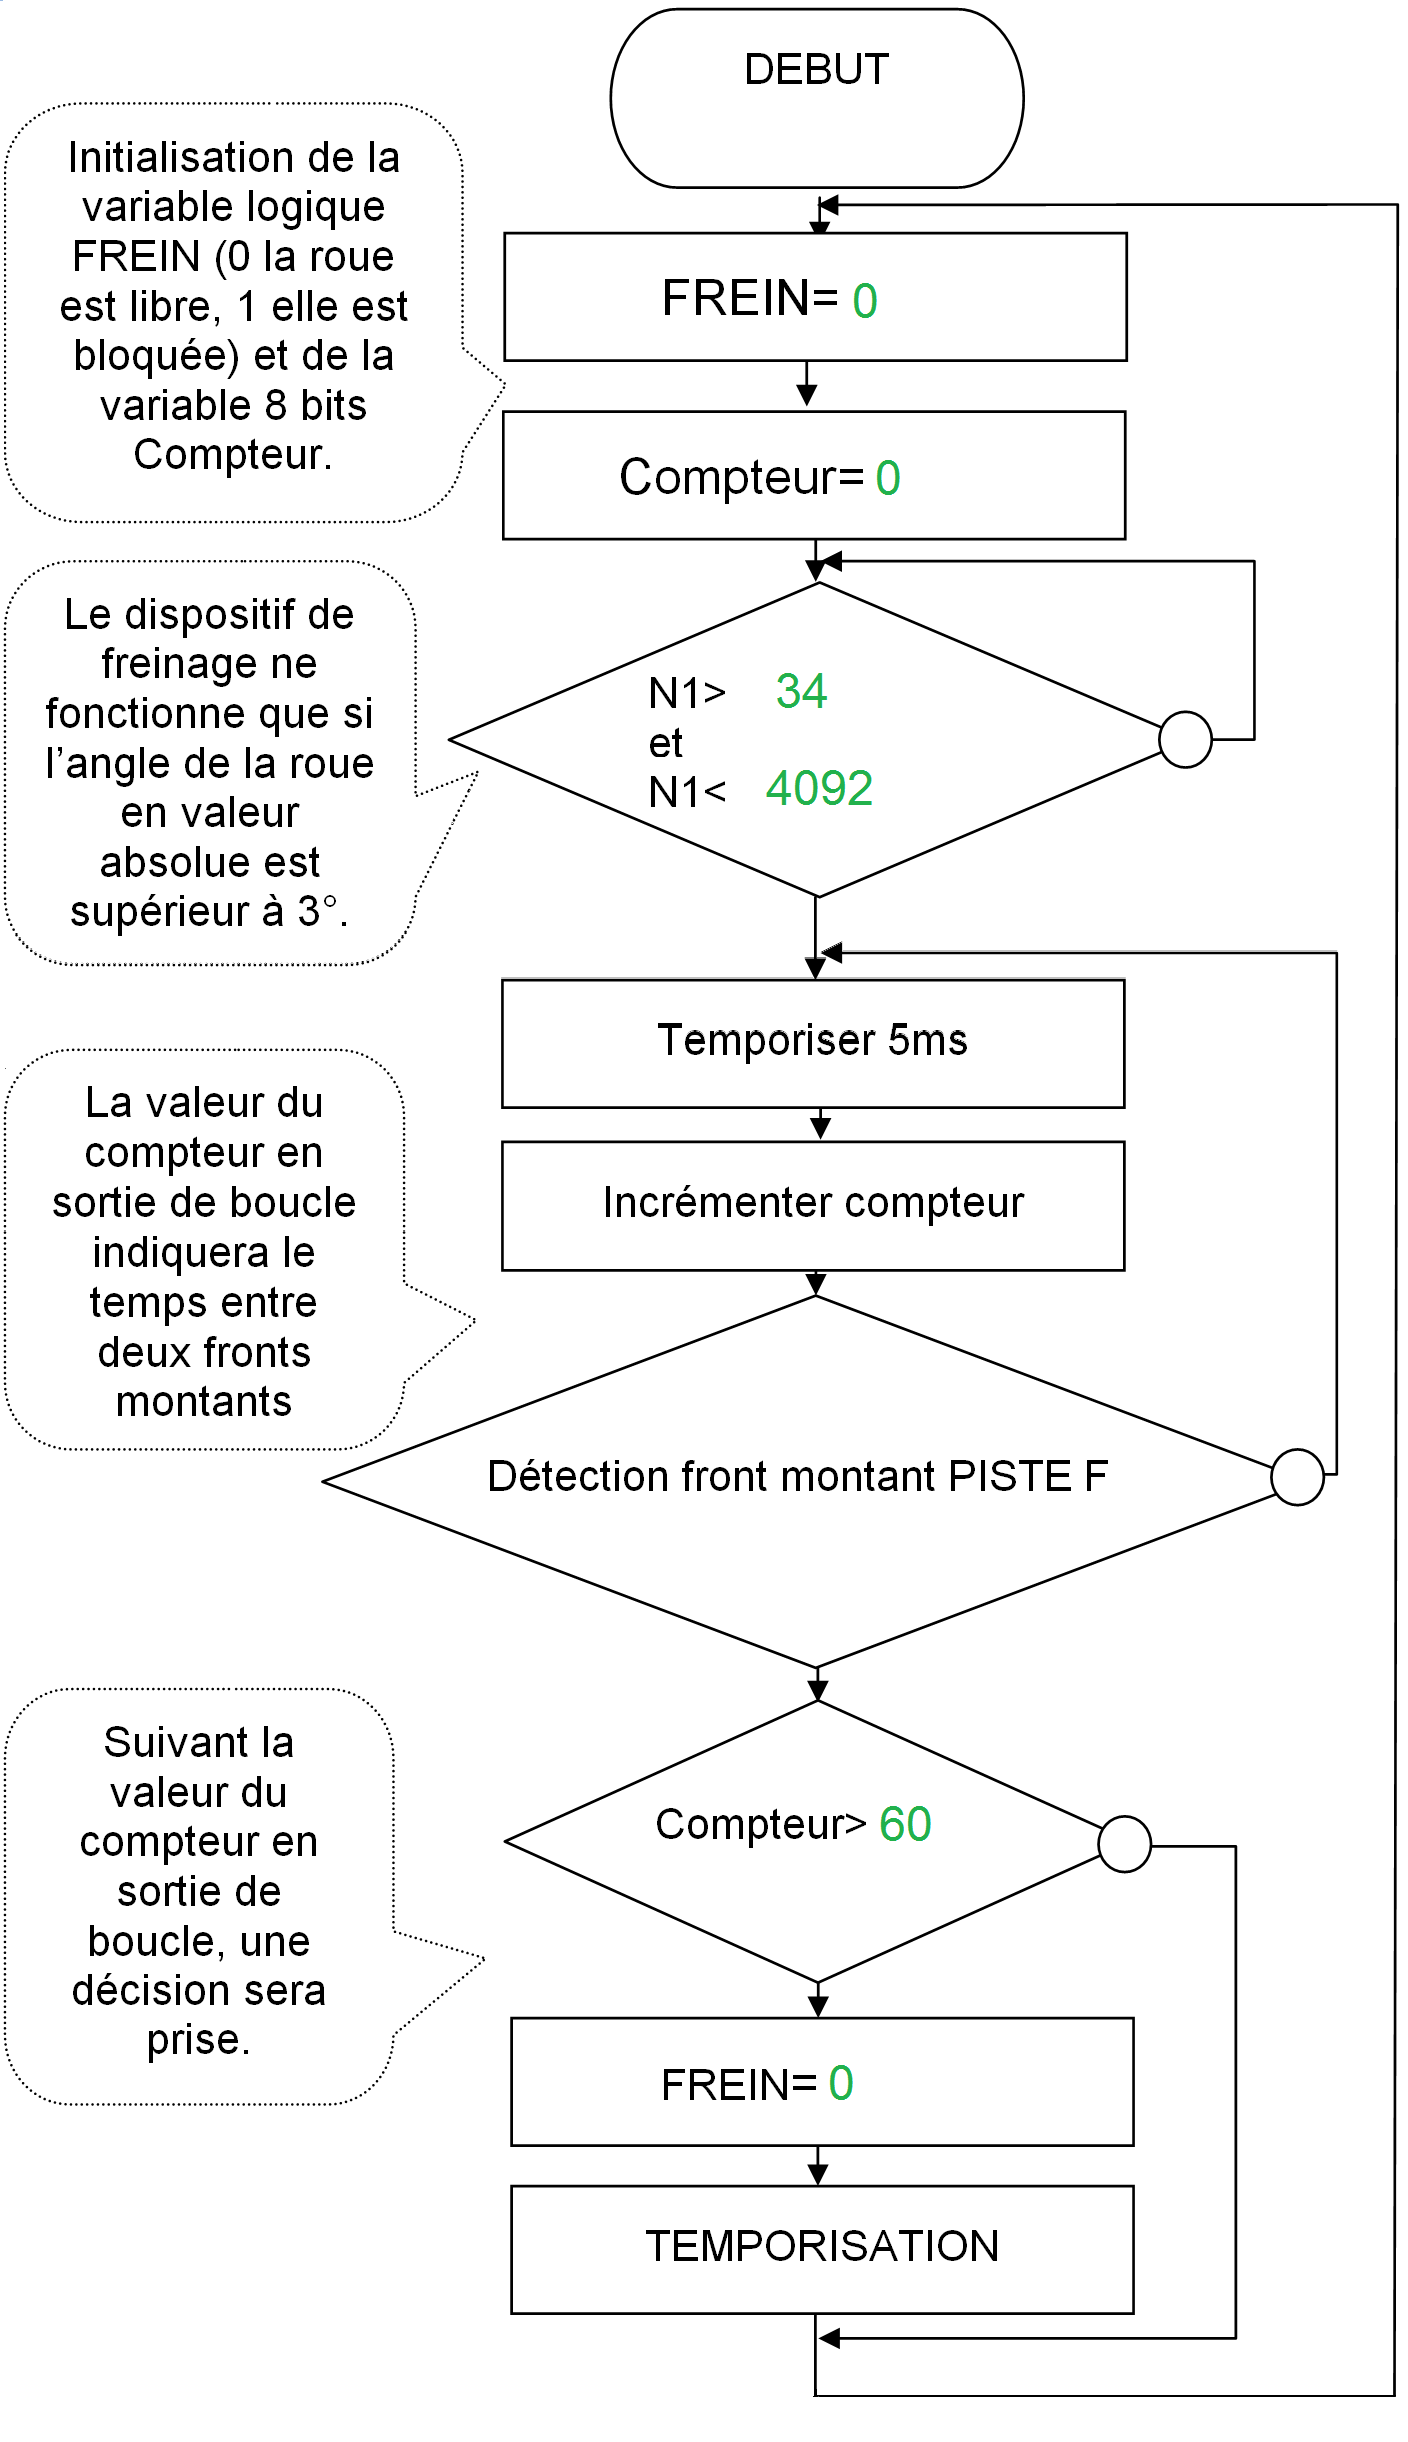 DEBUT
Initialisation de la
variable logique
FREIN (0 la roue
est libre, 1 elle est
bloquée) et de la
variable 8 bits
Compteur.
FREIN= 0
Compteur= 0
Le dispositif de
freinage ne
fonctionne que si
l’angle de la roue
en valeur
absolue est
supérieur à 3°.
N1> 34
et
N1< 4092
Temporiser 5ms
La valeur du
compteur en
sortie de boucle
indiquera le
temps entre
deux fronts
montants
Incrémenter compteur
Détection front montant PISTE F
Suivant la
valeur du
compteur en
sortie de
boucle, une
décision sera
prise.
Compteur> 60
FREIN= 0
TEMPORISATION